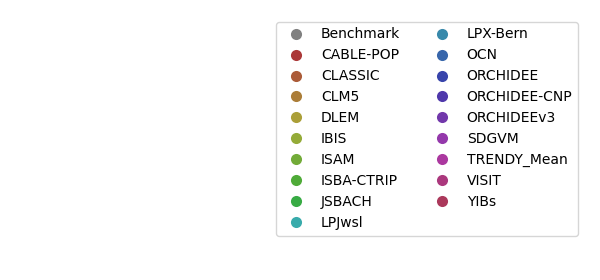 Benchmark
CABLE-POP
CLASSIC
CLM5
DLEM
IBIS
ISAM
ISBA-CTRIP
JSBACH
LPJwsl
LPX-Bern
OCN
ORCHIDEE
ORCHIDEE-CNP
ORCHIDEEv3
SDGVM
TRENDY_Mean
VISIT
YIBs